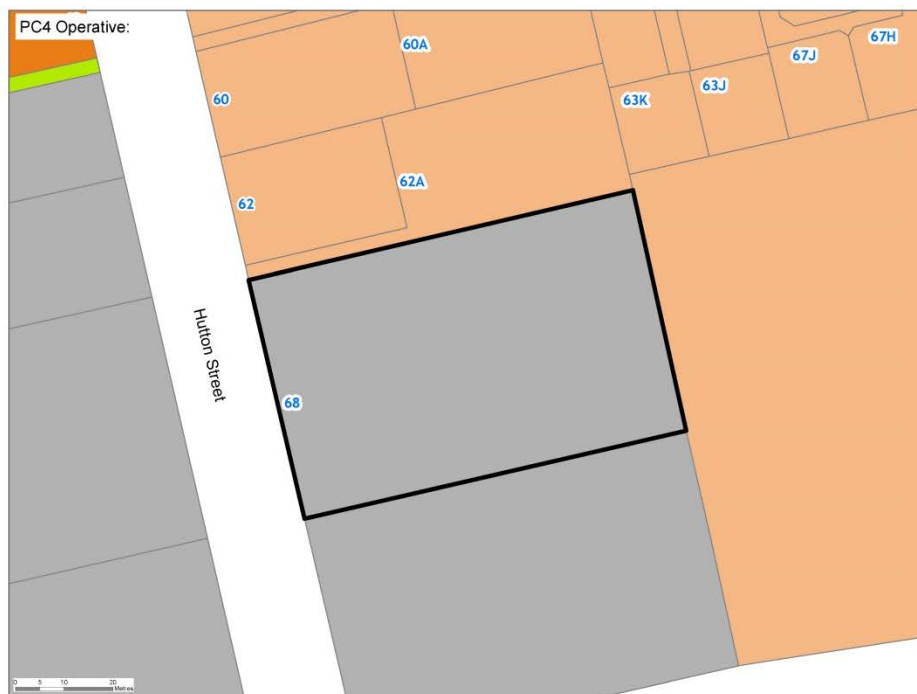 PC4 Operative:
60A
67H
67J
63J
63K
60
62A
62
Hutton Street
68
0 5 10 20
Metres